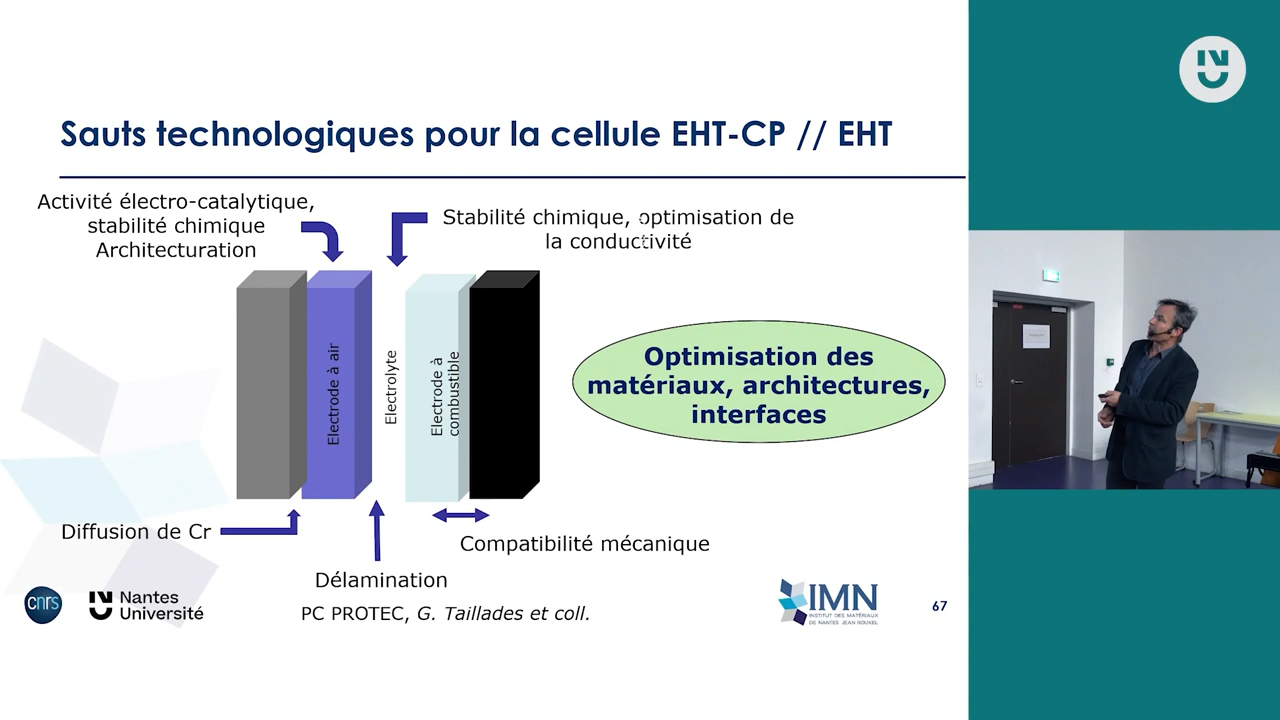 Sauts technologiques pour la cellule EHT-CP // EHT
Activité électro-catalytique,
stabilité chimique
Architecturation
Stabilité chimique, optimisation de
la conductivité
Electrode à air
Electrolyte
Electrode à
combustible
Optimisation des
matériaux, architectures,
interfaces
Diffusion de Cr
Compatibilité mécanique
Délamination
PC PROTEC, G. Taillades et coll.
cnrs
Nantes
Université
IMN
INSTITUT DES MATÉRIAUX
DE NANTES JEAN ROUXEL
67